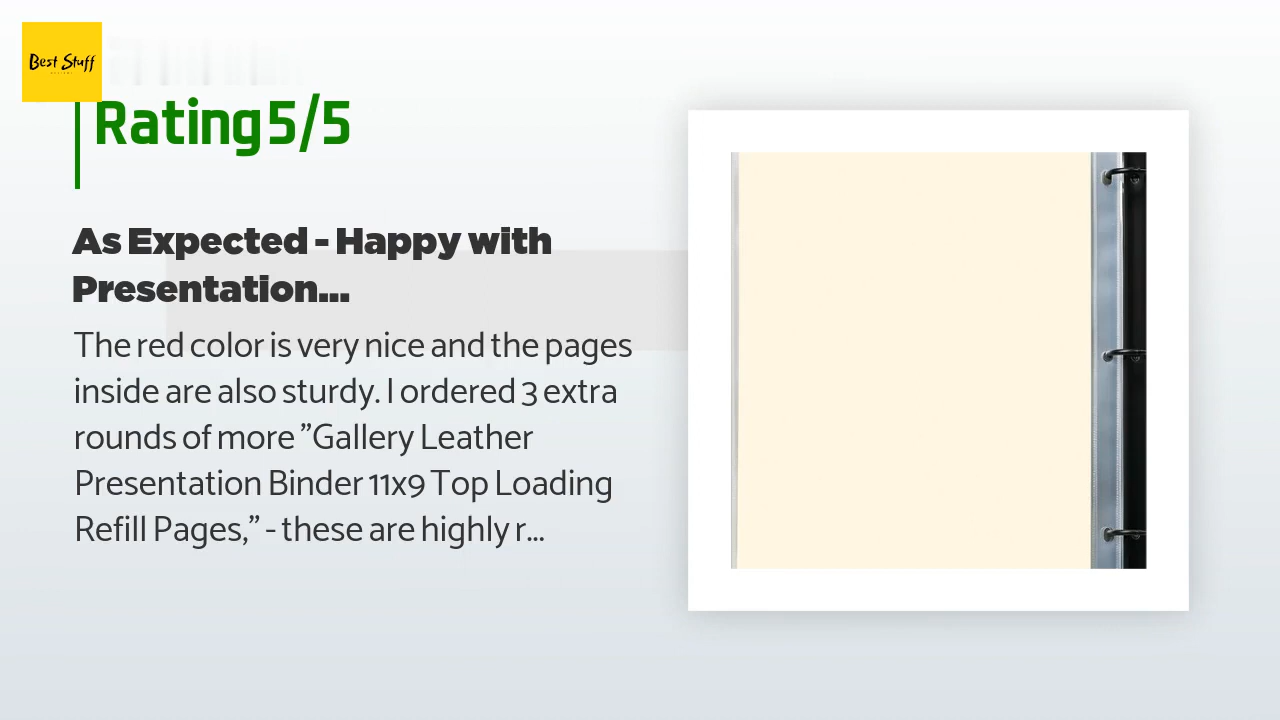 Best Stuff
Rating 5/5
As Expected - Happy with
Presentation...
The red color is very nice and the pages
inside are also sturdy. I ordered 3 extra
rounds of more ”Gallery Leather
Presentation Binder 11x9 Top Loading
Refill Pages,” - these are highly r...